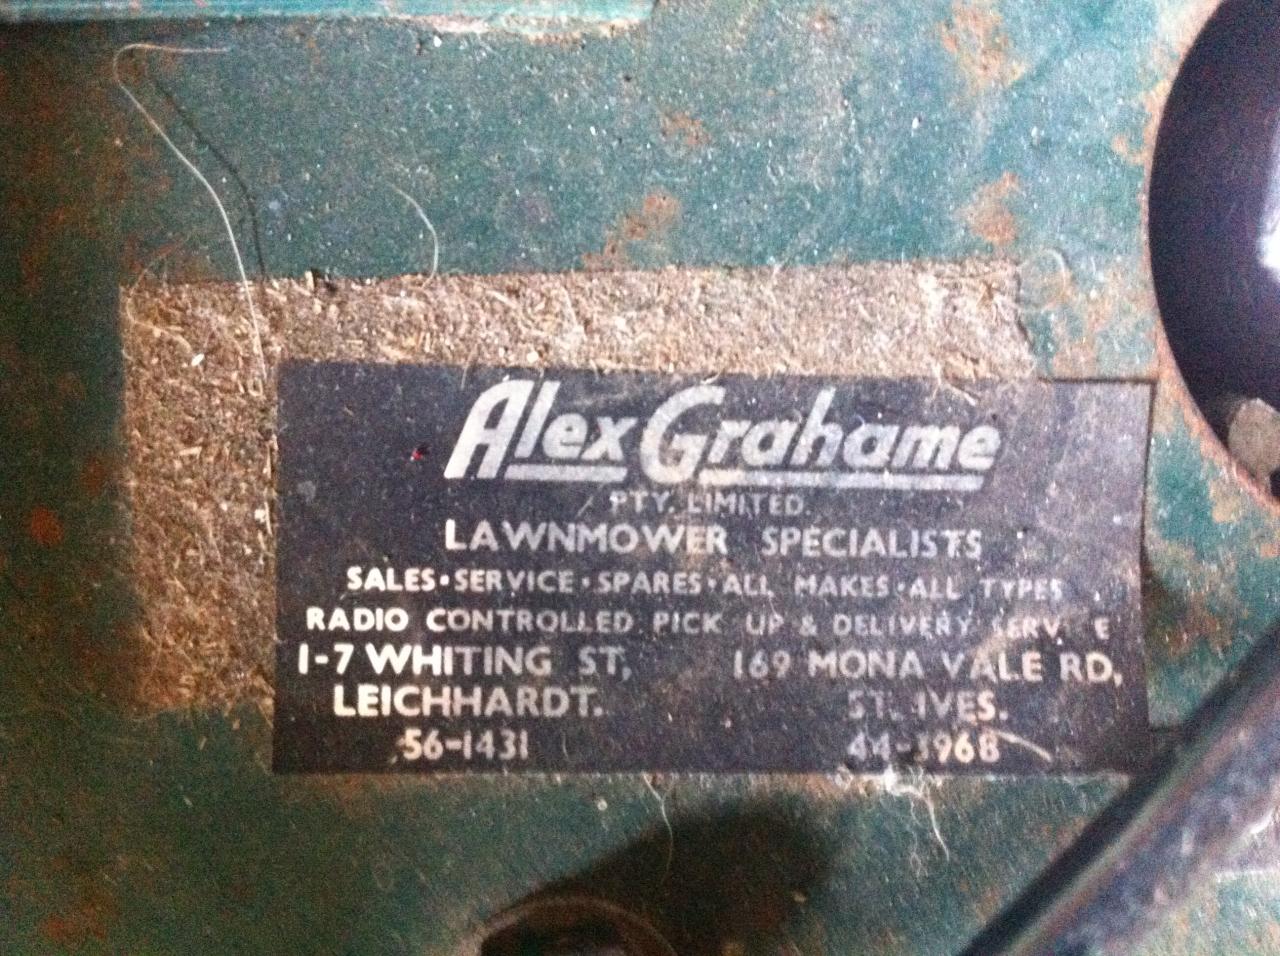 Alex Grahame
PTY. LIMITED.
LAWNMOWER SPECIALISTS
SALES • SERVICE • SPARES • ALL MAKES • ALL TYPES
RADIO CONTROLLED PICK UP & DELIVERY
1-7 WHITING ST, 169 MONA VALE RD,
LEICHHARDT. ST. IVES.
56-1431